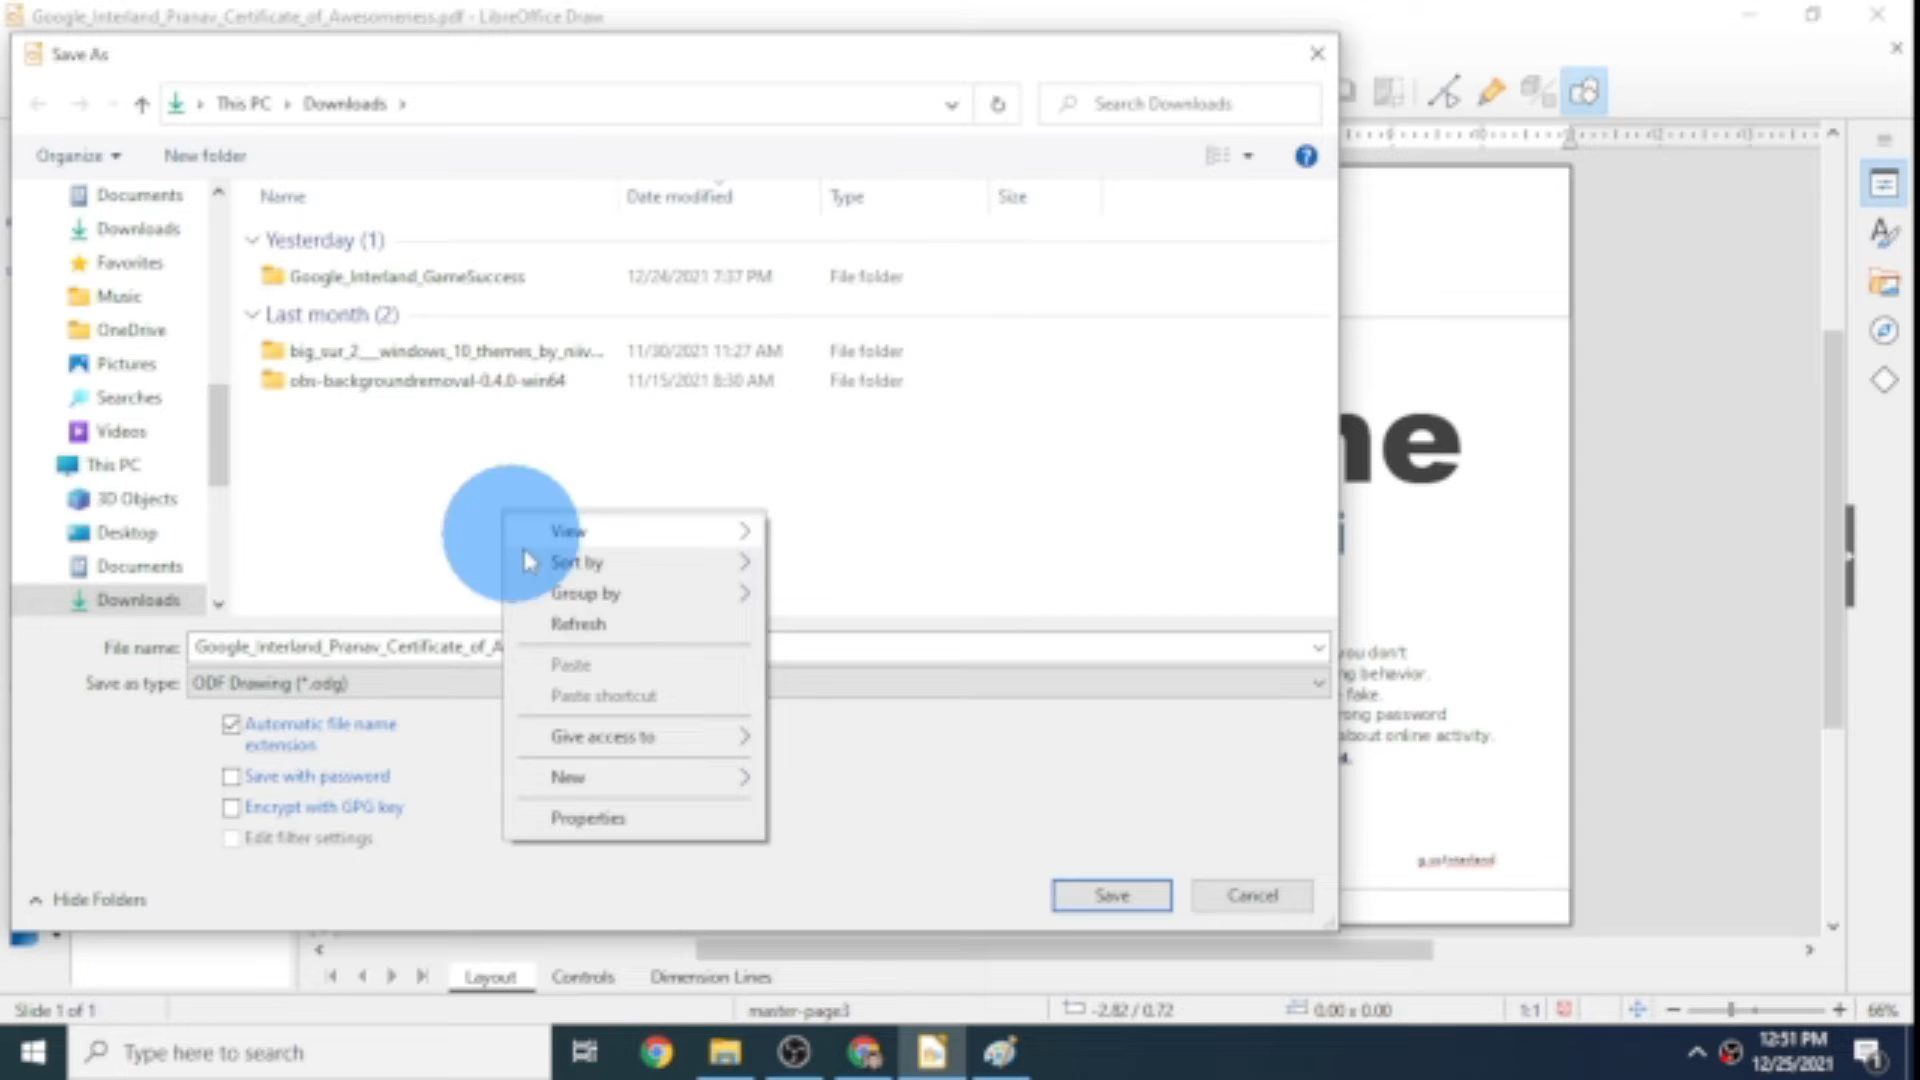 Google_Interland_Pranav_Certificate_of_Awesomeness.pdf - LibreOffice Draw
Save As
This PC > Downloads >
Search Downloads
Organize
New folder
Name
Date modified
Type
Size
Documents
Downloads
Favorites
Music
OneDrive
Pictures
Searches
Videos
This PC
3D Objects
Desktop
Documents
Downloads
Yesterday (1)
Google_Interland_GameSuccess 12/24/2021 7:37 PM File folder
Last month (2)
big_sur_2__windows_10_themes_by_niiv... 11/30/2021 11:27 AM File folder
obs-backgroundremoval-0.4.0-win64 11/15/2021 8:30 AM File folder
View
Sort by
Group by
Refresh
Paste
Paste shortcut
Give access to
New
Properties
File name: Google_Interland_Pranav_Certificate_of_A
Save as type: ODF Drawing (*.odg)
Automatic file name
extension
Save with password
Encrypt with GPG key
Edit filter settings
Hide Folders
Save
Cancel
ne
you don't
ng behavior.
fake.
rong password
about online activity.
d.
g.co/Interland
Layout
Controls
Dimension Lines
Slide 1 of 1
master-page3
-2.82 / 0.72
0.00 x 0.00
1:1
66%
Type here to search
12:51 PM
12/25/2021
1